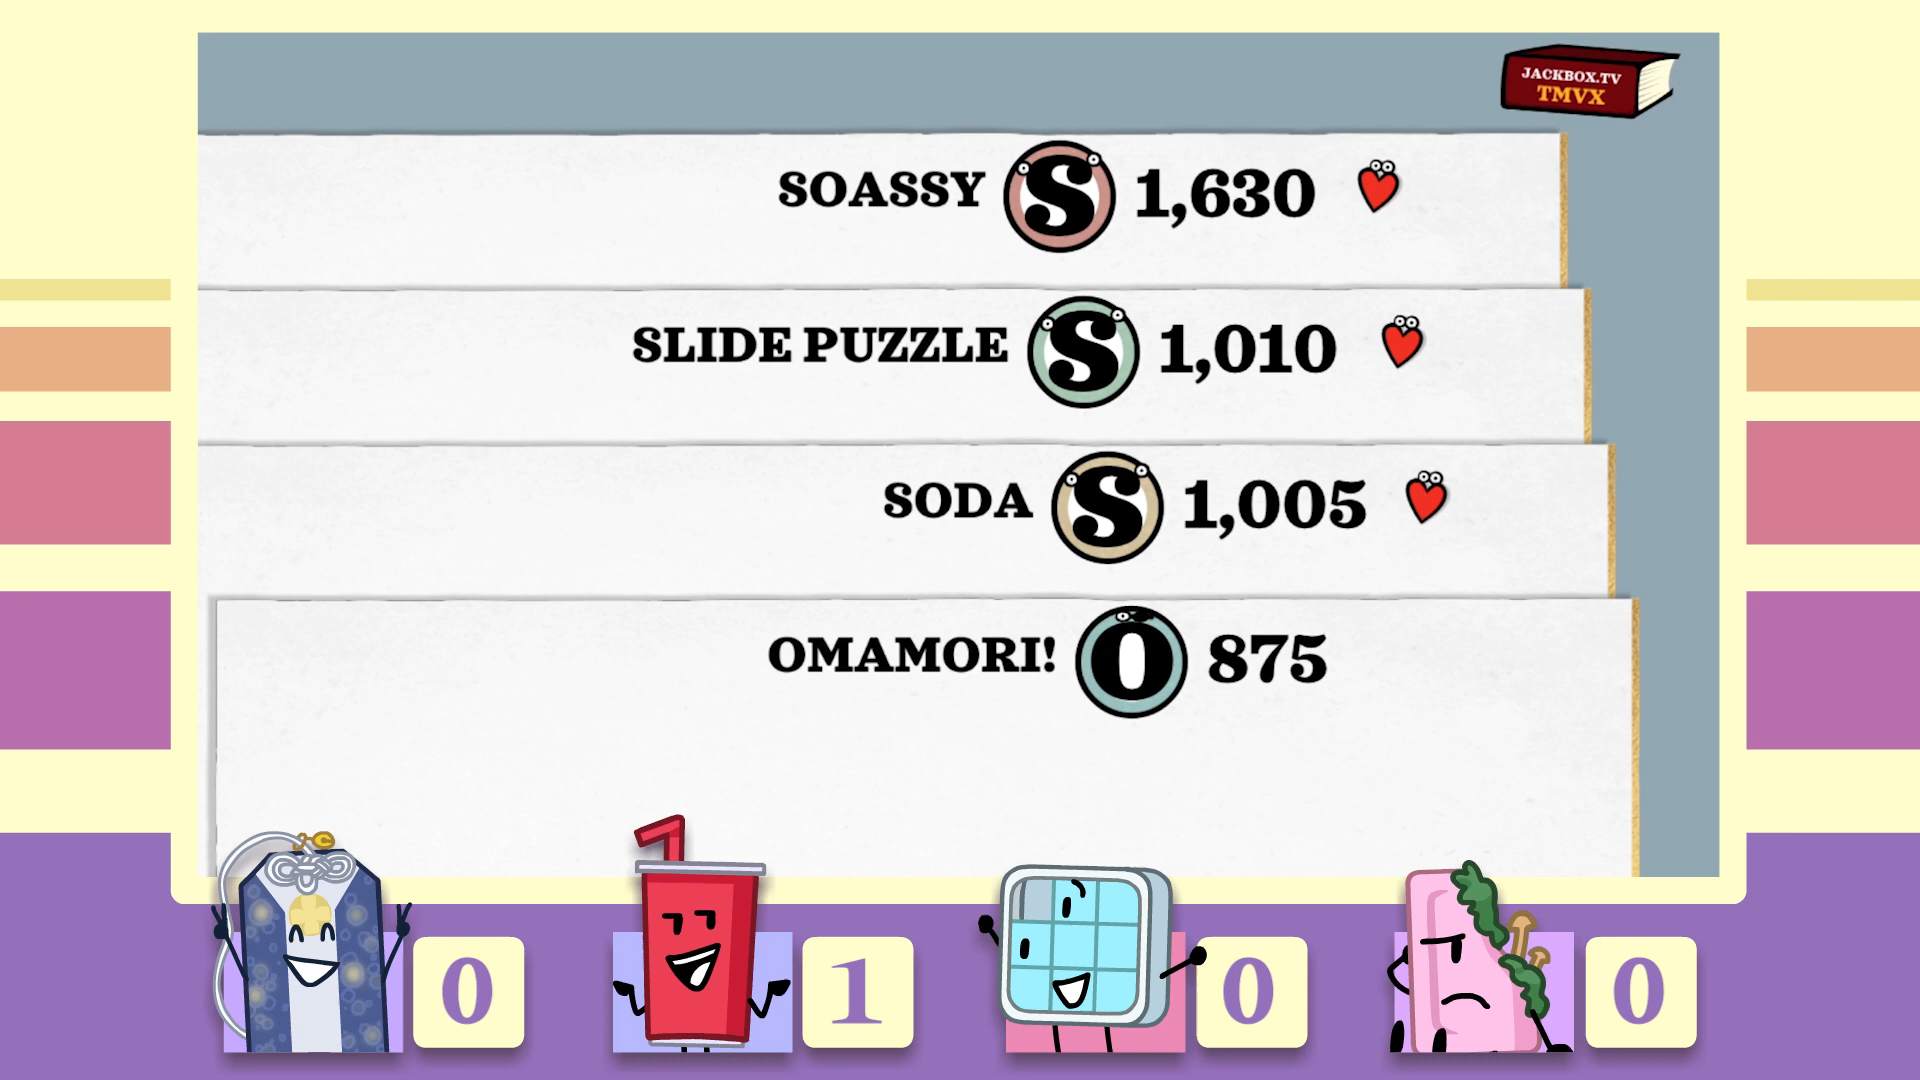 JACKBOX.TV
TMVX
SOASSY S 1,630
SLIDE PUZZLE S 1,010
SODA S 1,005
OMAMORI! O 875
0 1 0 0